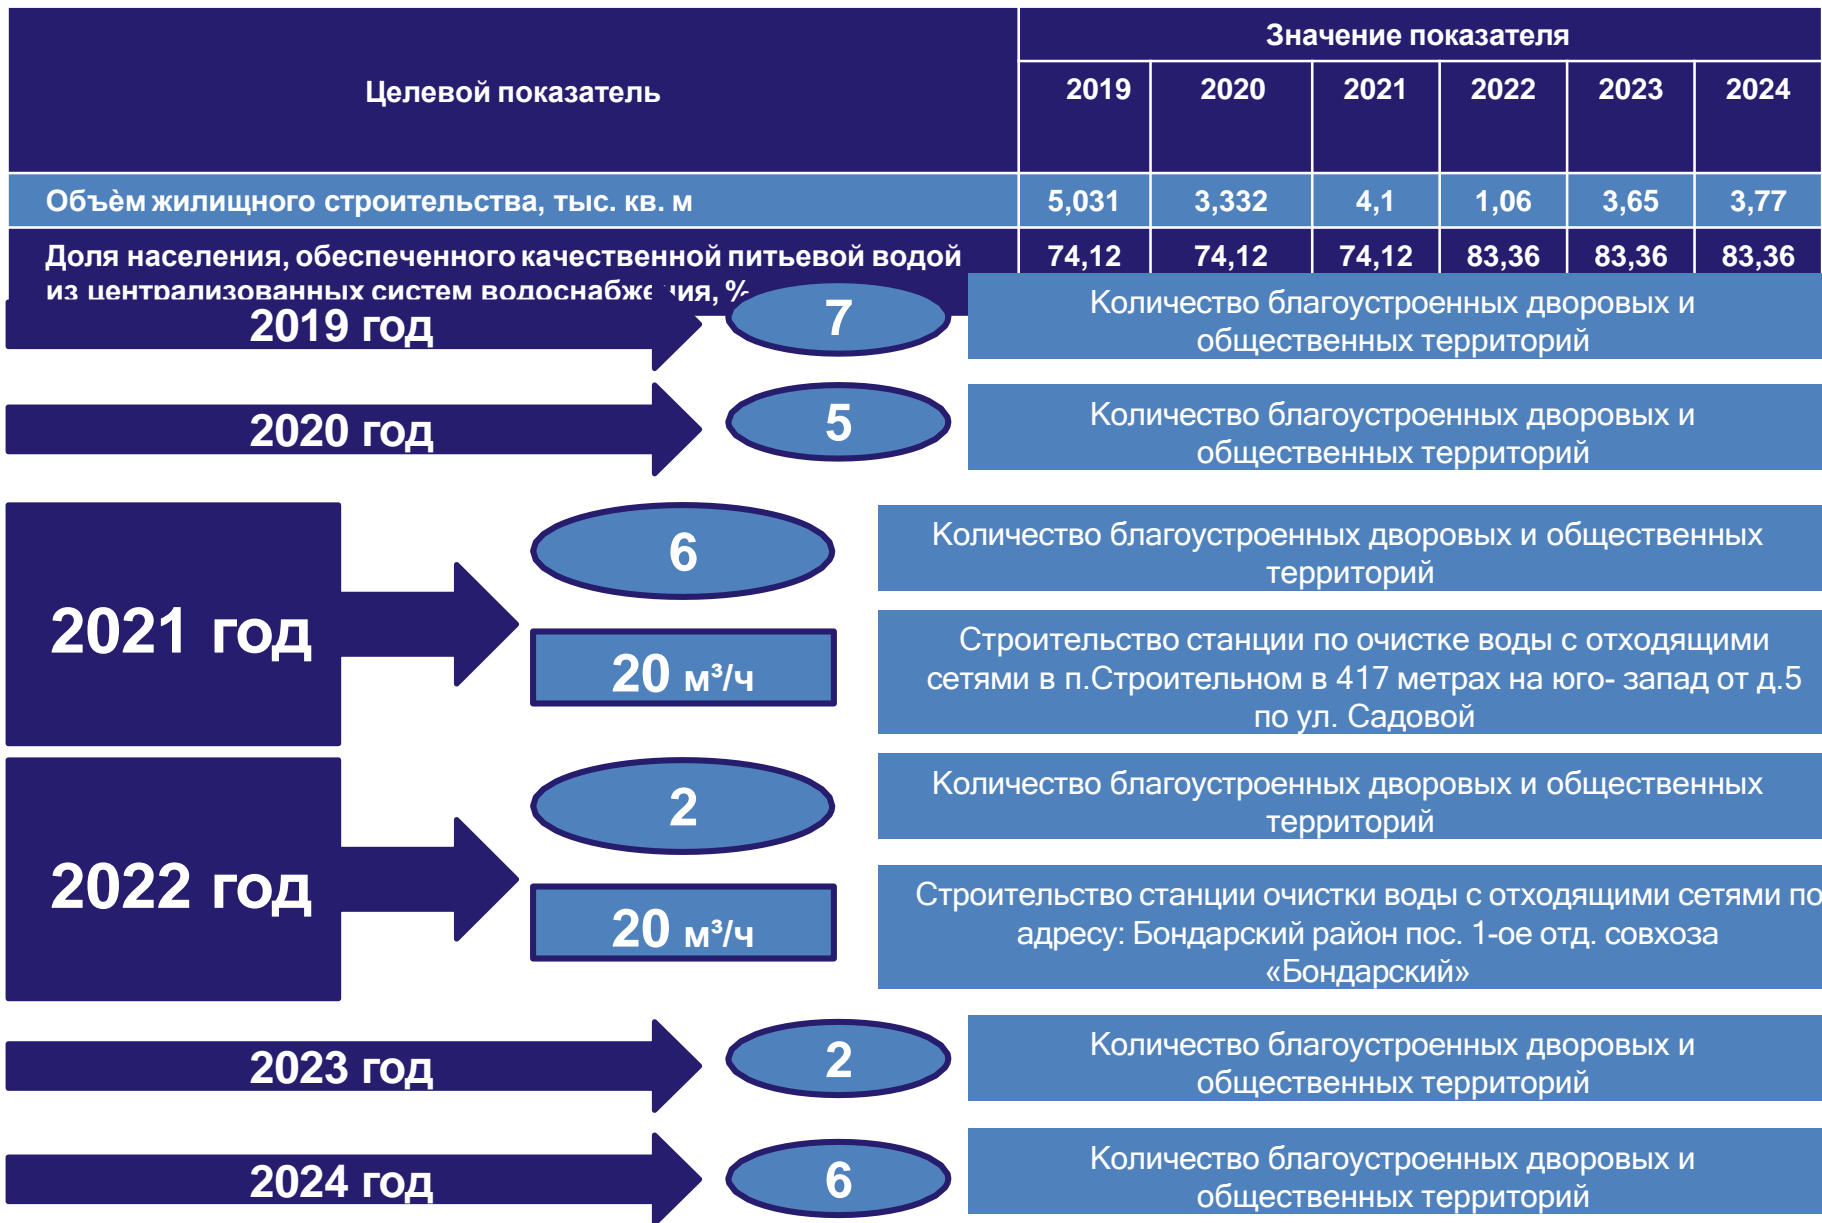 Целевой показатель
Значение показателя
2019 2020 2021 2022 2023 2024
Объѐм жилищного строительства, тыс. кв. м 5,031 3,332 4,1 1,06 3,65 3,77
Доля населения, обеспеченного качественной питьевой водой 74,12 74,12 74,12 83,36 83,36 83,36
из централизованных систем водоснабжения, %
2019 год
7
Количество благоустроенных дворовых и
общественных территорий
2020 год
5
Количество благоустроенных дворовых и
общественных территорий
2021 год
6
Количество благоустроенных дворовых и общественных
территорий
20 м³/ч
Строительство станции по очистке воды с отходящими
сетями в п.Строительном в 417 метрах на юго- запад от д.5
по ул. Садовой
2022 год
2
Количество благоустроенных дворовых и общественных
территорий
20 м³/ч
Строительство станции очистки воды с отходящими сетями по
адресу: Бондарский район пос. 1-ое отд. совхоза
«Бондарский»
2023 год
2
Количество благоустроенных дворовых и
общественных территорий
2024 год
6
Количество благоустроенных дворовых и
общественных территорий